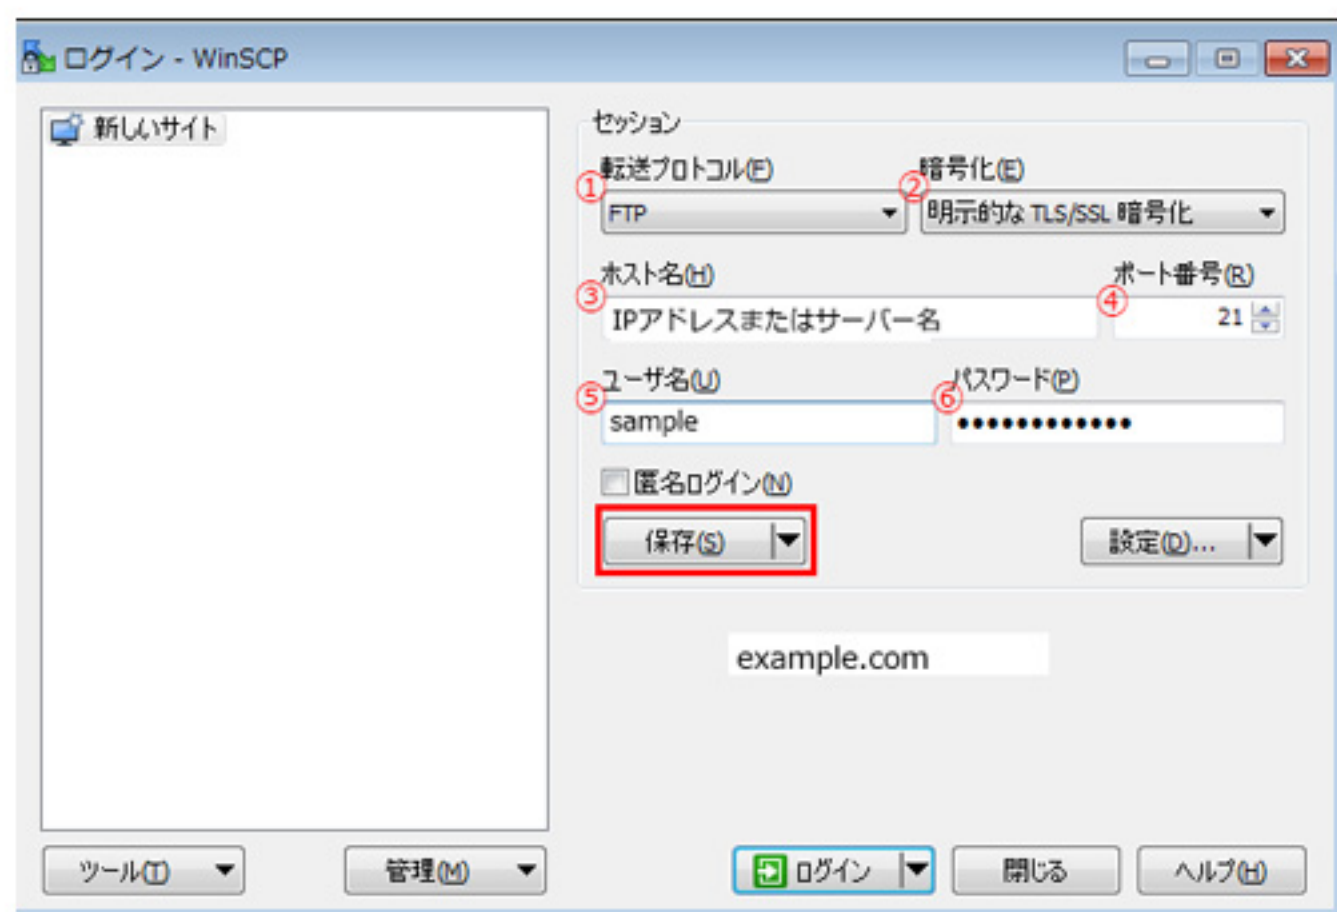 ログイン - WinSCP
新しいサイト
セッション
転送プロトコル(F)
暗号化(E)
①
FTP
②
明示的な TLS/SSL 暗号化
ホスト名(H)
ポート番号(R)
③
IPアドレスまたはサーバー名
④
21
ユーザ名(U)
パスワード(P)
⑤
sample
⑥
••••••••••••
匿名ログイン(N)
保存(S)
設定(D)...
example.com
ツール(T)
管理(M)
ログイン
閉じる
ヘルプ(H)